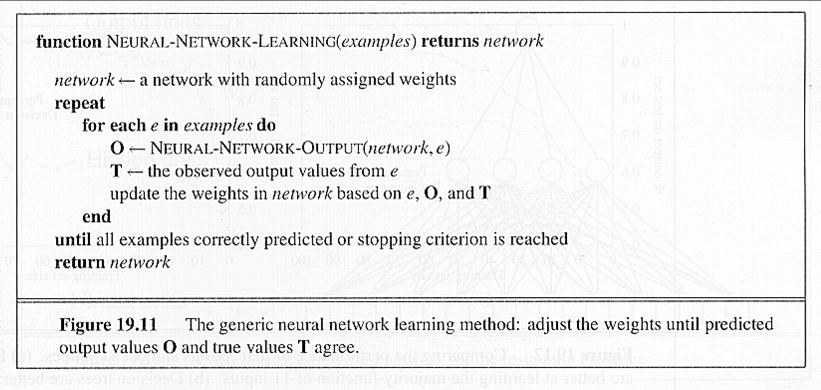 function NEURAL-NETWORK-LEARNING(examples) returns network
network ← a network with randomly assigned weights
repeat
for each e in examples do
O ← NEURAL-NETWORK-OUTPUT(network, e)
T ← the observed output values from e
update the weights in network based on e, O, and T
end
until all examples correctly predicted or stopping criterion is reached
return network
Figure 19.11 The generic neural network learning method: adjust the weights until predicted
output values O and true values T agree.